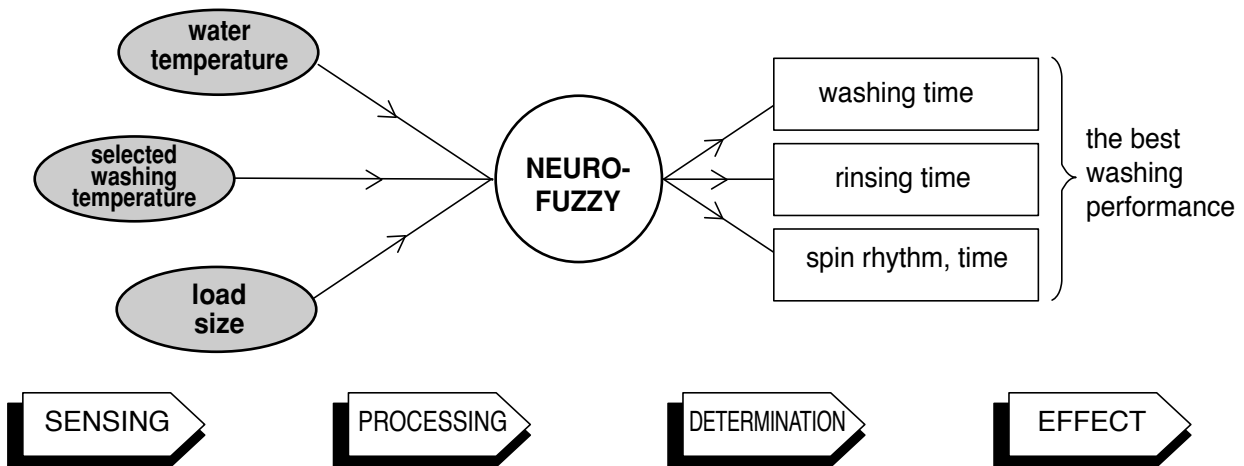 water
temperature
selected
washing
temperature
load
size
NEURO-
FUZZY
washing time
rinsing time
spin rhythm, time
the best
washing
performance
SENSING
PROCESSING
DETERMINATION
EFFECT